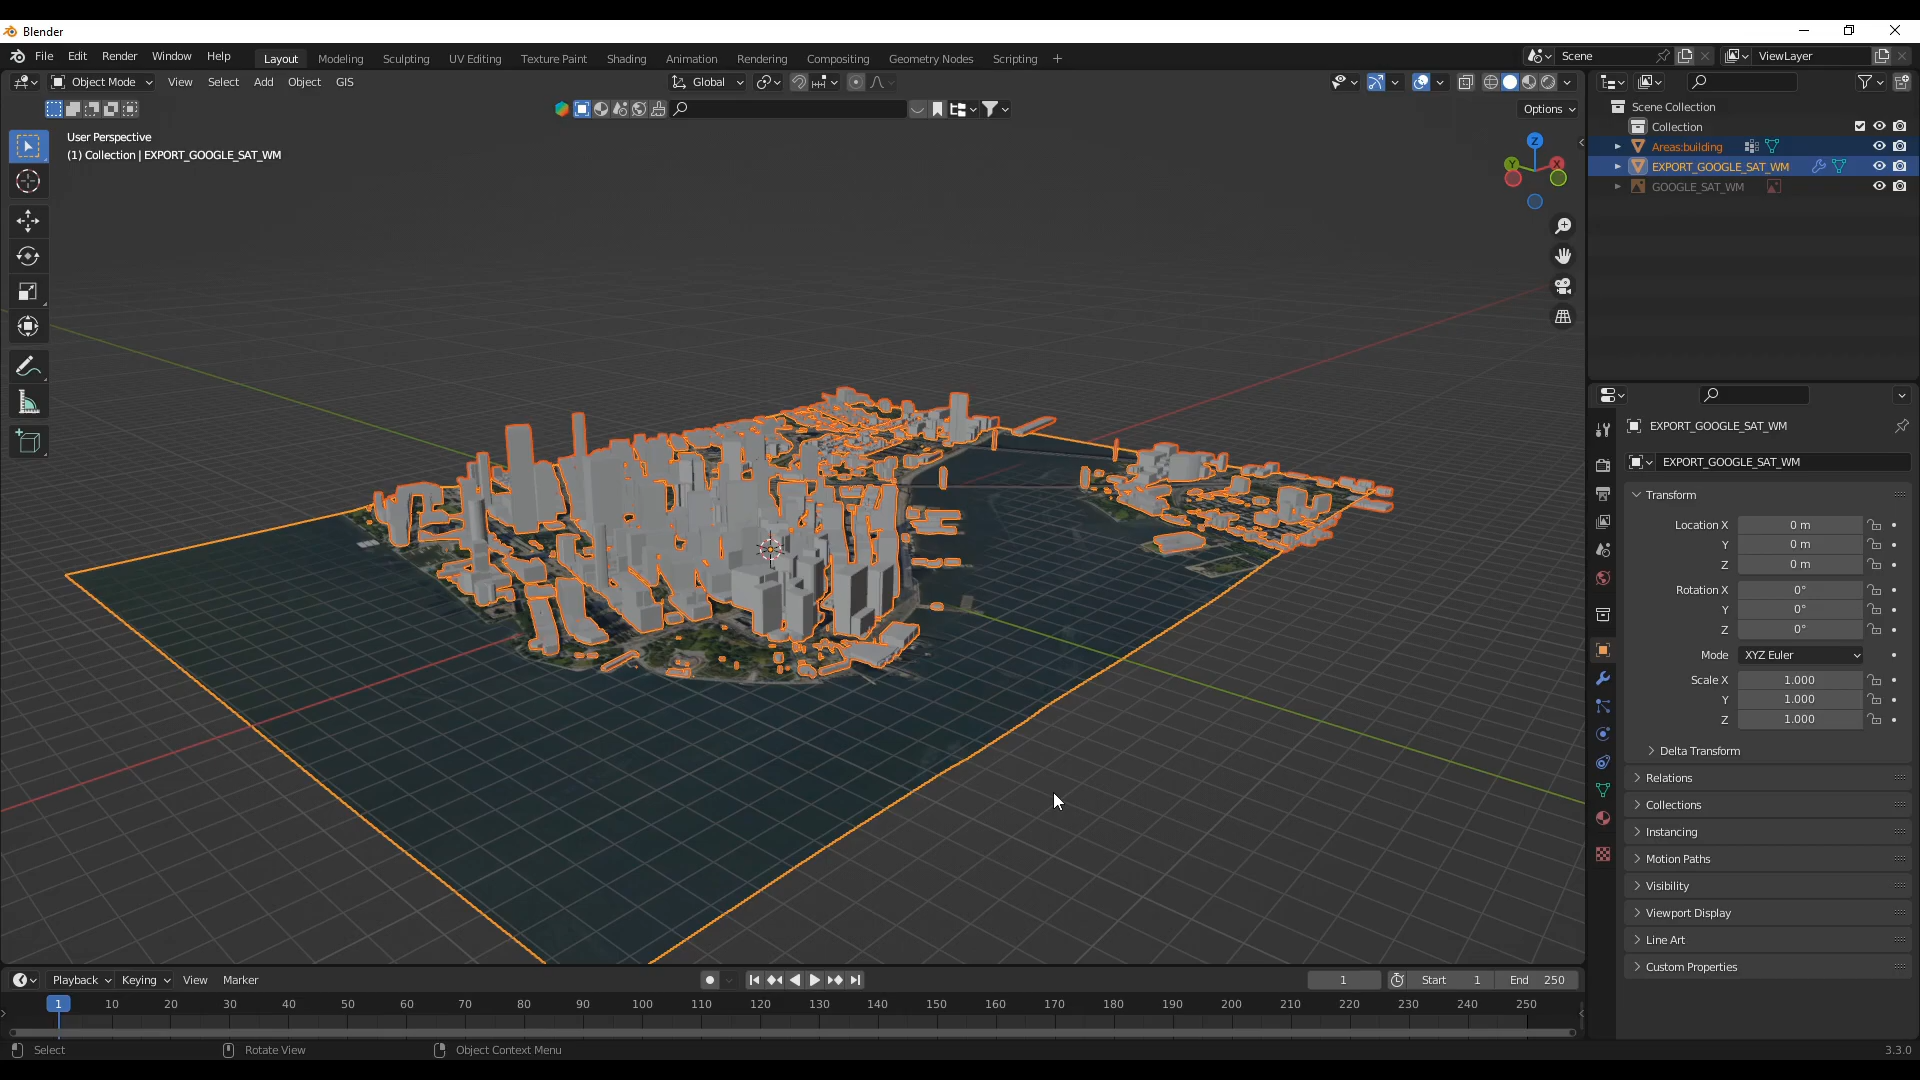 Blender
File Edit Render Window Help
Layout Modeling Sculpting UV Editing Texture Paint Shading Animation Rendering Compositing Geometry Nodes Scripting +
Scene
ViewLayer
Object Mode View Select Add Object GIS
Global
Options
User Perspective
(1) Collection | EXPORT_GOOGLE_SAT_WM
Z
Y
X
Scene Collection
Collection
Areas:building
EXPORT_GOOGLE_SAT_WM
GOOGLE_SAT_WM
EXPORT_GOOGLE_SAT_WM
EXPORT_GOOGLE_SAT_WM
Transform
Location X 0 m
Y 0 m
Z 0 m
Rotation X 0°
Y 0°
Z 0°
Mode XYZ Euler
Scale X 1.000
Y 1.000
Z 1.000
Delta Transform
Relations
Collections
Instancing
Motion Paths
Visibility
Viewport Display
Line Art
Custom Properties
Playback Keying View Marker
1 Start 1 End 250
1 10 20 30 40 50 60 70 80 90 100 110 120 130 140 150 160 170 180 190 200 210 220 230 240 250
Select Rotate View Object Context Menu
3.3.0